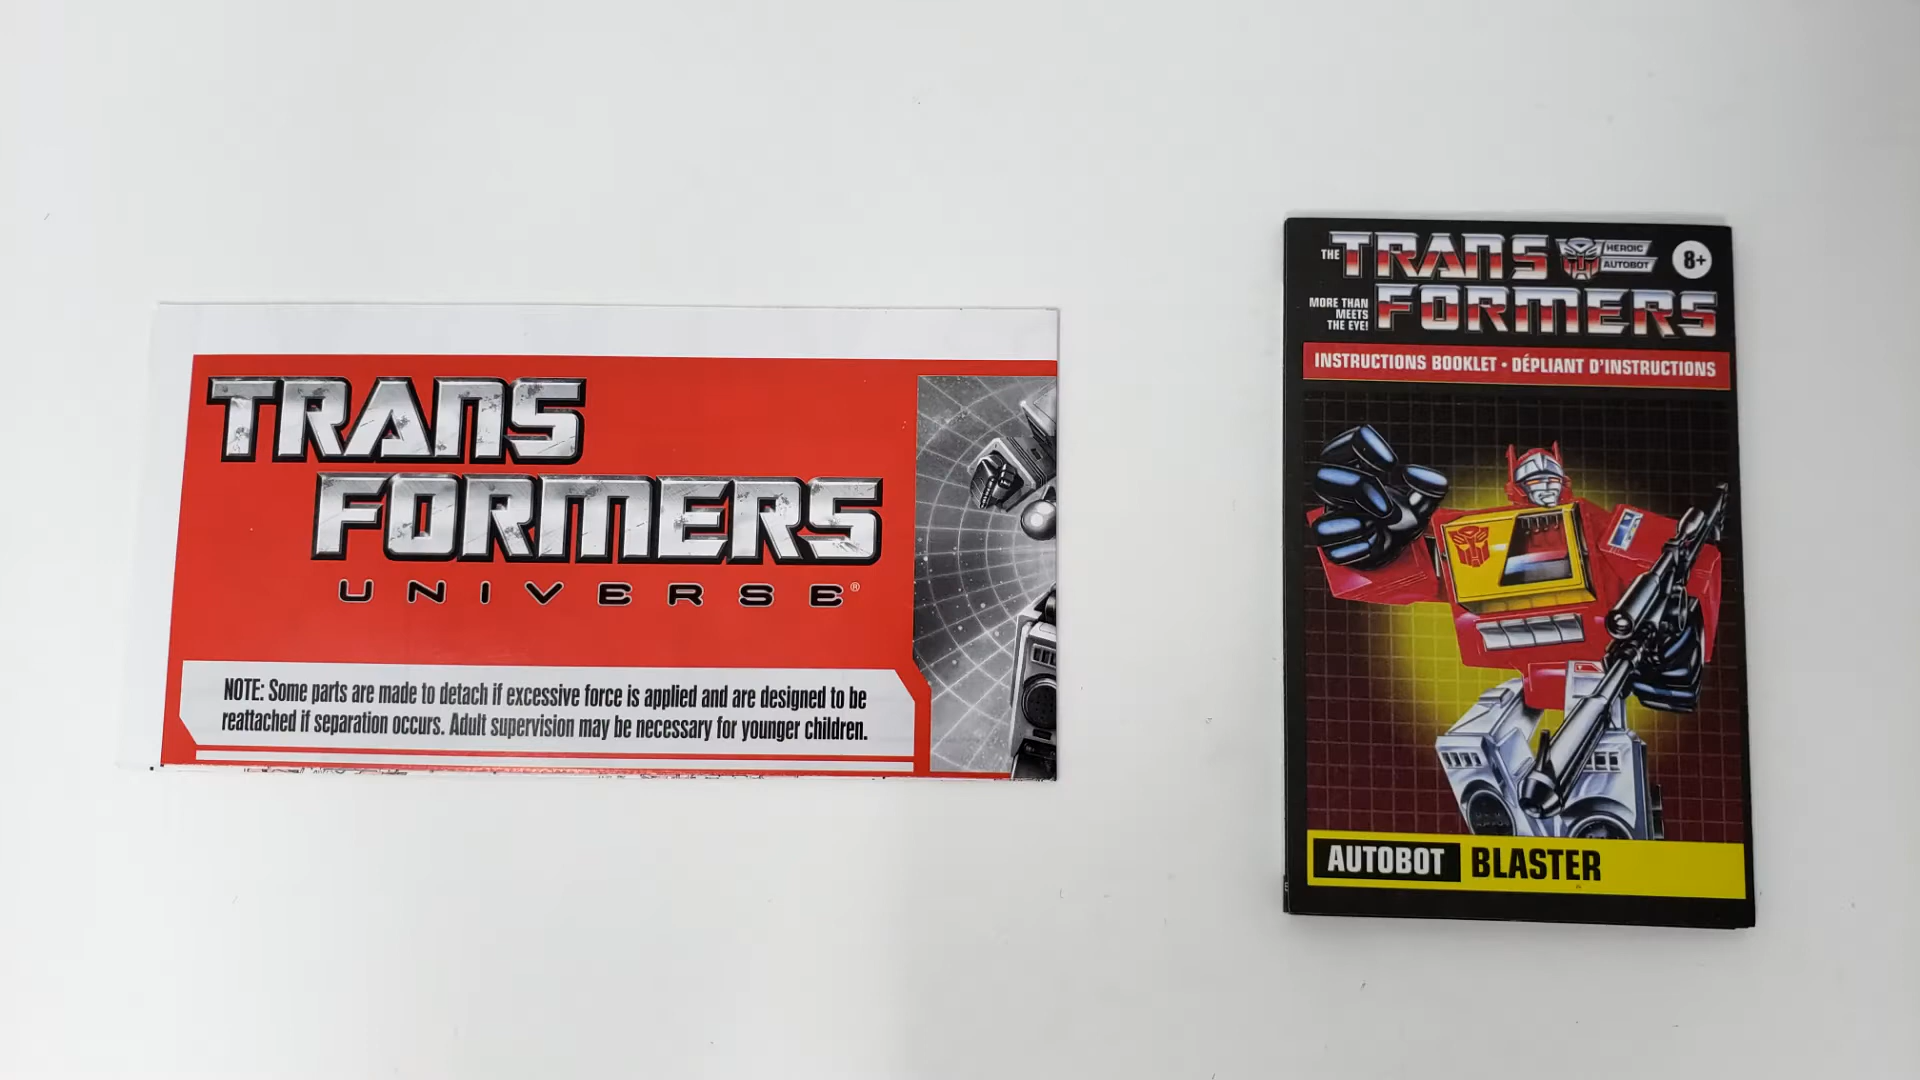 TRANS
FORMERS
UNIVERSE®
NOTE: Some parts are made to detach if excessive force is applied and are designed to be
reattached if separation occurs. Adult supervision may be necessary for younger children.
THE TRANS
HEROIC
AUTOBOT
8+
MORE THAN
MEETS
THE EYE!
FORMERS
INSTRUCTIONS BOOKLET • DÉPLIANT D'INSTRUCTIONS
AUTOBOT BLASTER